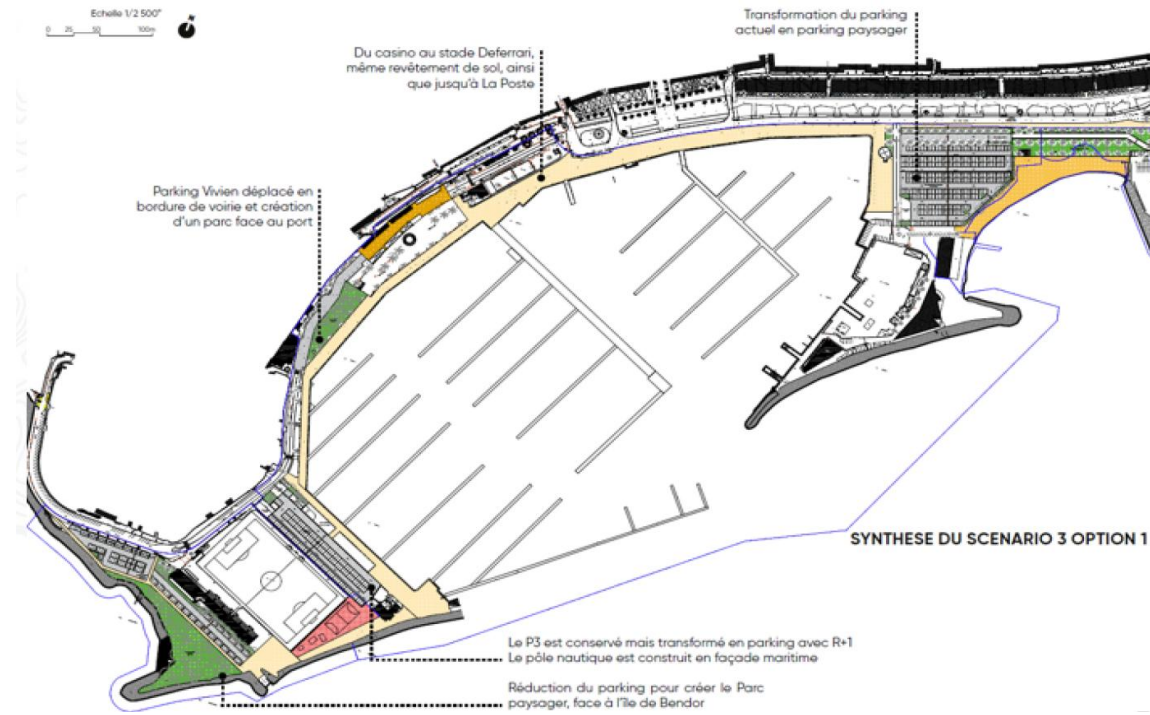 Echelle 1/2 500°
N
0 25 50 100m
Transformation du parking
actuel en parking paysager
Du casino au stade Deferrari,
même revêtement de sol, ainsi
que jusqu'à La Poste
Parking Vivien déplacé en
bordure de voirie et création
d'un parc face au port
SYNTHESE DU SCENARIO 3 OPTION 1
Le P3 est conservé mais transformé en parking avec R+1
Le pôle nautique est construit en façade maritime
Réduction du parking pour créer le Parc
paysager, face à l'île de Bendor